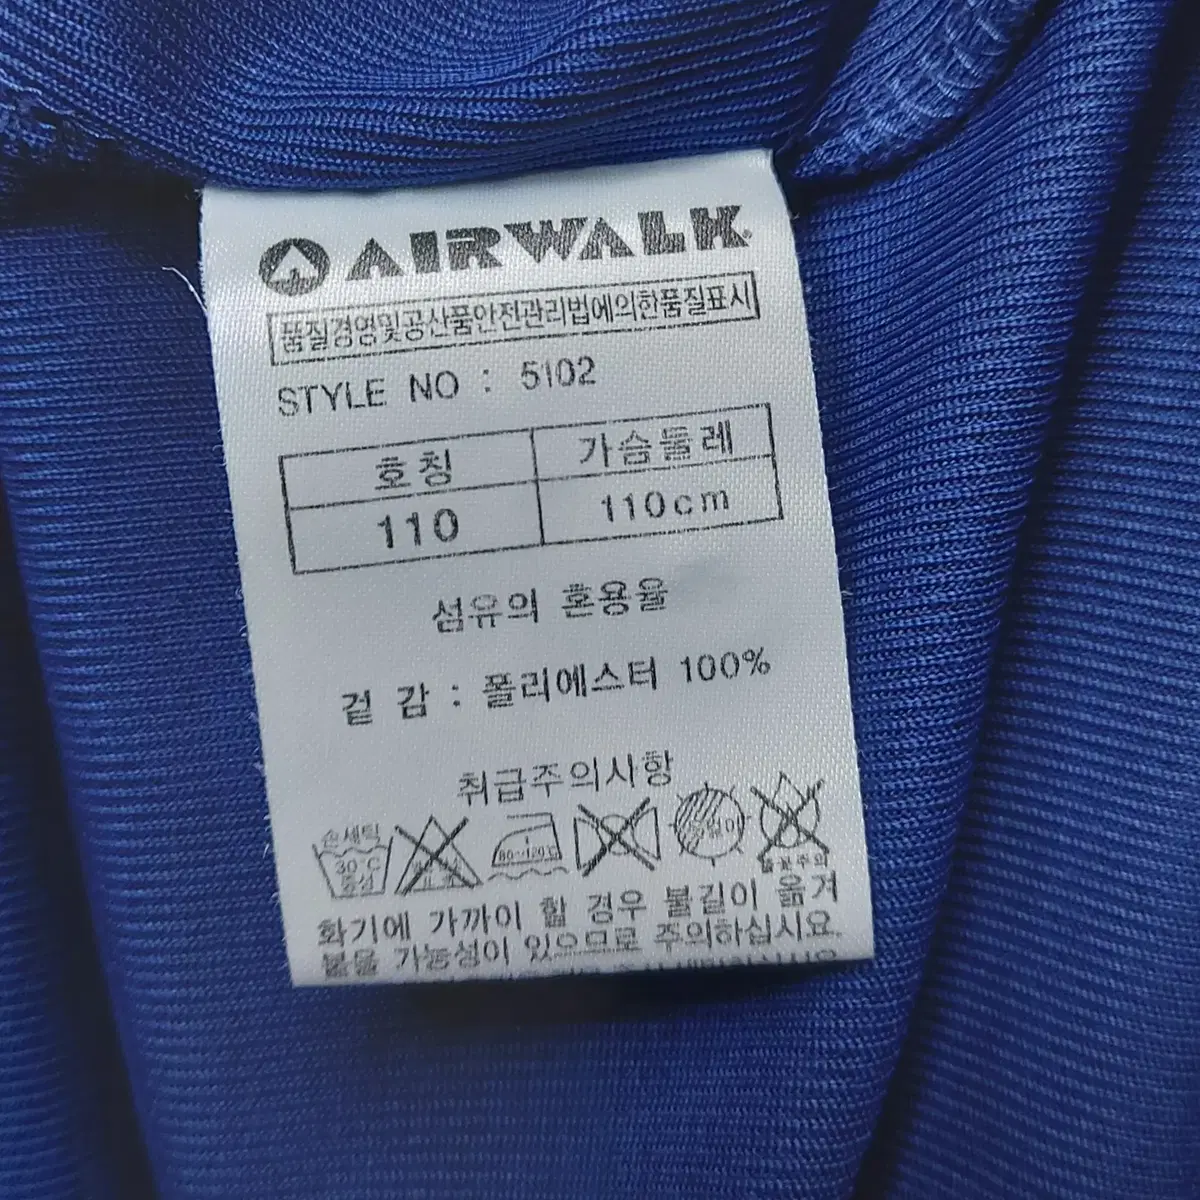 AIRWALK
품질경영및공산품안전관리법에의한품질표시
STYLE NO : 5102
호칭 가슴둘레
110 110cm
섬유의 혼용율
겉감 : 폴리에스터 100%
취급주의사항
손세탁
30°C
중성
80~120°C
화기에 가까이 할 경우 불길이 옮겨
붙을 가능성이 있으므로 주의하십시요.